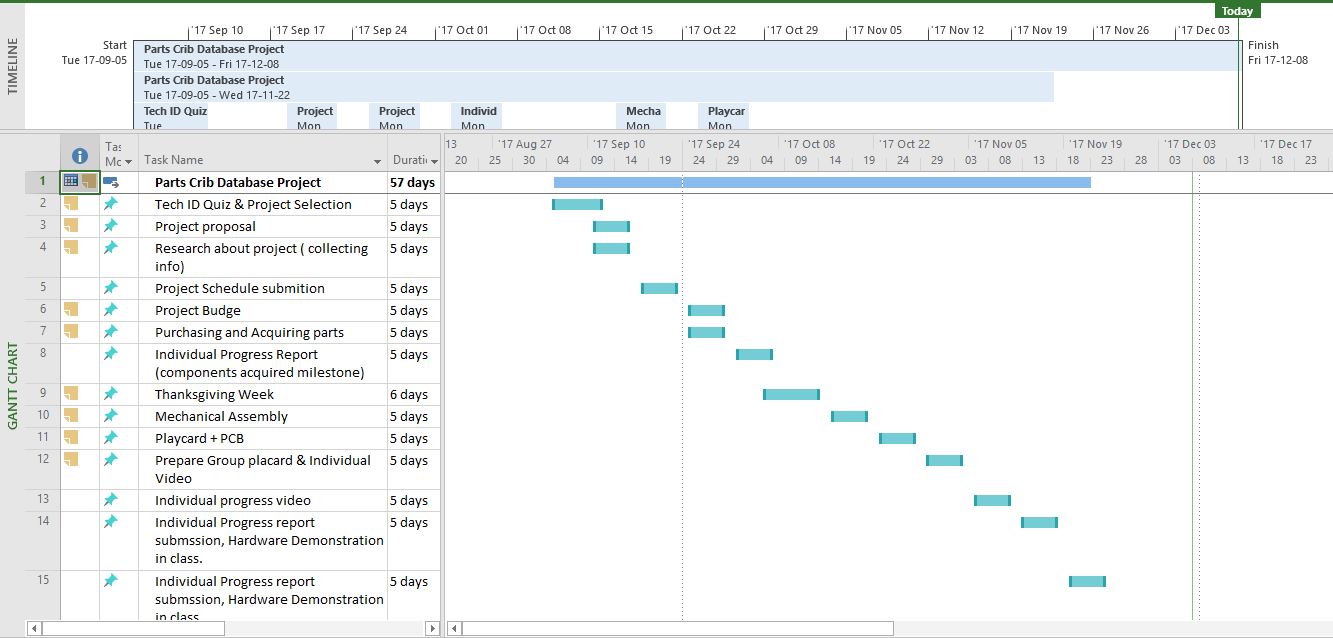 Today
'17 Sep 10 '17 Sep 17 '17 Sep 24 '17 Oct 01 '17 Oct 08 '17 Oct 15 '17 Oct 22 '17 Oct 29 '17 Nov 05 '17 Nov 12 '17 Nov 19 '17 Nov 26 '17 Dec 03
TIMELINE
Start
Tue 17-09-05
Parts Crib Database Project
Tue 17-09-05 - Fri 17-12-08
Finish
Fri 17-12-08
Parts Crib Database Project
Tue 17-09-05 - Wed 17-11-22
Tech ID Quiz Project Project Individ Mecha Playcar
Tue Mon Mon Mon Mon Mon
Tas
Mo Task Name Duratio
13 '17 Aug 27 '17 Sep 10 '17 Sep 24 '17 Oct 08 '17 Oct 22 '17 Nov 05 '17 Nov 19 '17 Dec 03 '17 Dec 17
20 25 30 04 09 14 19 24 29 04 09 14 19 24 29 03 08 13 18 23 28 03 08 13 18 23
GANTT CHART
1 Parts Crib Database Project 57 days
2 Tech ID Quiz & Project Selection 5 days
3 Project proposal 5 days
4 Research about project ( collecting 5 days
info)
5 Project Schedule submition 5 days
6 Project Budge 5 days
7 Purchasing and Acquiring parts 5 days
8 Individual Progress Report 5 days
(components acquired milestone)
9 Thanksgiving Week 6 days
10 Mechanical Assembly 5 days
11 Playcard + PCB 5 days
12 Prepare Group placard & Individual 5 days
Video
13 Individual progress video 5 days
14 Individual Progress report 5 days
submssion, Hardware Demonstration
in class.
15 Individual Progress report 5 days
submssion, Hardware Demonstration
in class